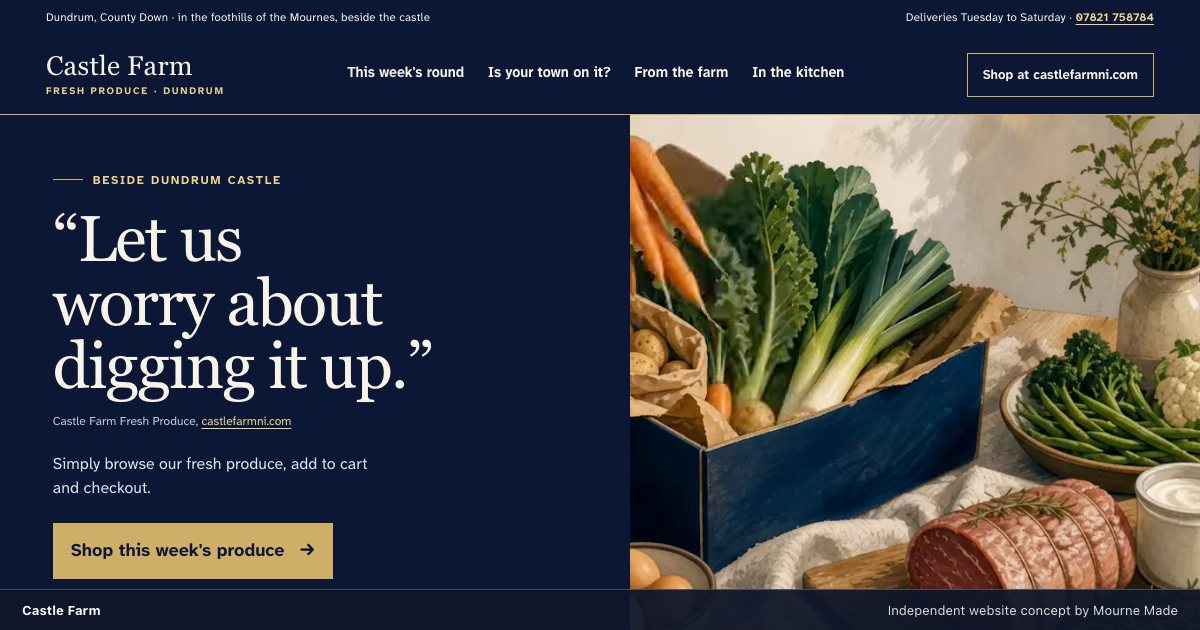 Dundrum, County Down · in the foothills of the Mournes, beside the castle
Deliveries Tuesday to Saturday · 07821 758784
Castle Farm
FRESH PRODUCE · DUNDRUM
This week's round
Is your town on it?
From the farm
In the kitchen
Shop at castlefarmni.com
BESIDE DUNDRUM CASTLE
“Let us
worry about
digging it up.”
Castle Farm Fresh Produce, castlefarmni.com
Simply browse our fresh produce, add to cart
and checkout.
Shop this week's produce →
Castle Farm
Independent website concept by Mourne Made